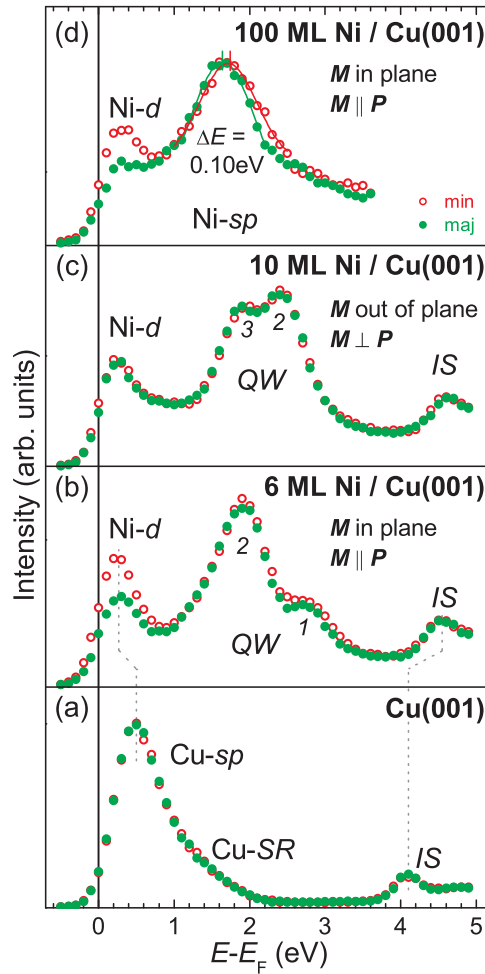 (d) 100 ML Ni / Cu(001)
M in plane
Ni-d
M || P
ΔE =
0.10eV
min
Ni-sp
maj
(c) 10 ML Ni / Cu(001)
Ni-d
M out of plane
3 2
M ⊥ P
QW
IS
(b) 6 ML Ni / Cu(001)
Ni-d
M in plane
2
M || P
IS
1
QW
(a) Cu(001)
Cu-sp
Cu-SR
IS
0 1 2 3 4 5
E-EF (eV)
Intensity (arb. units)